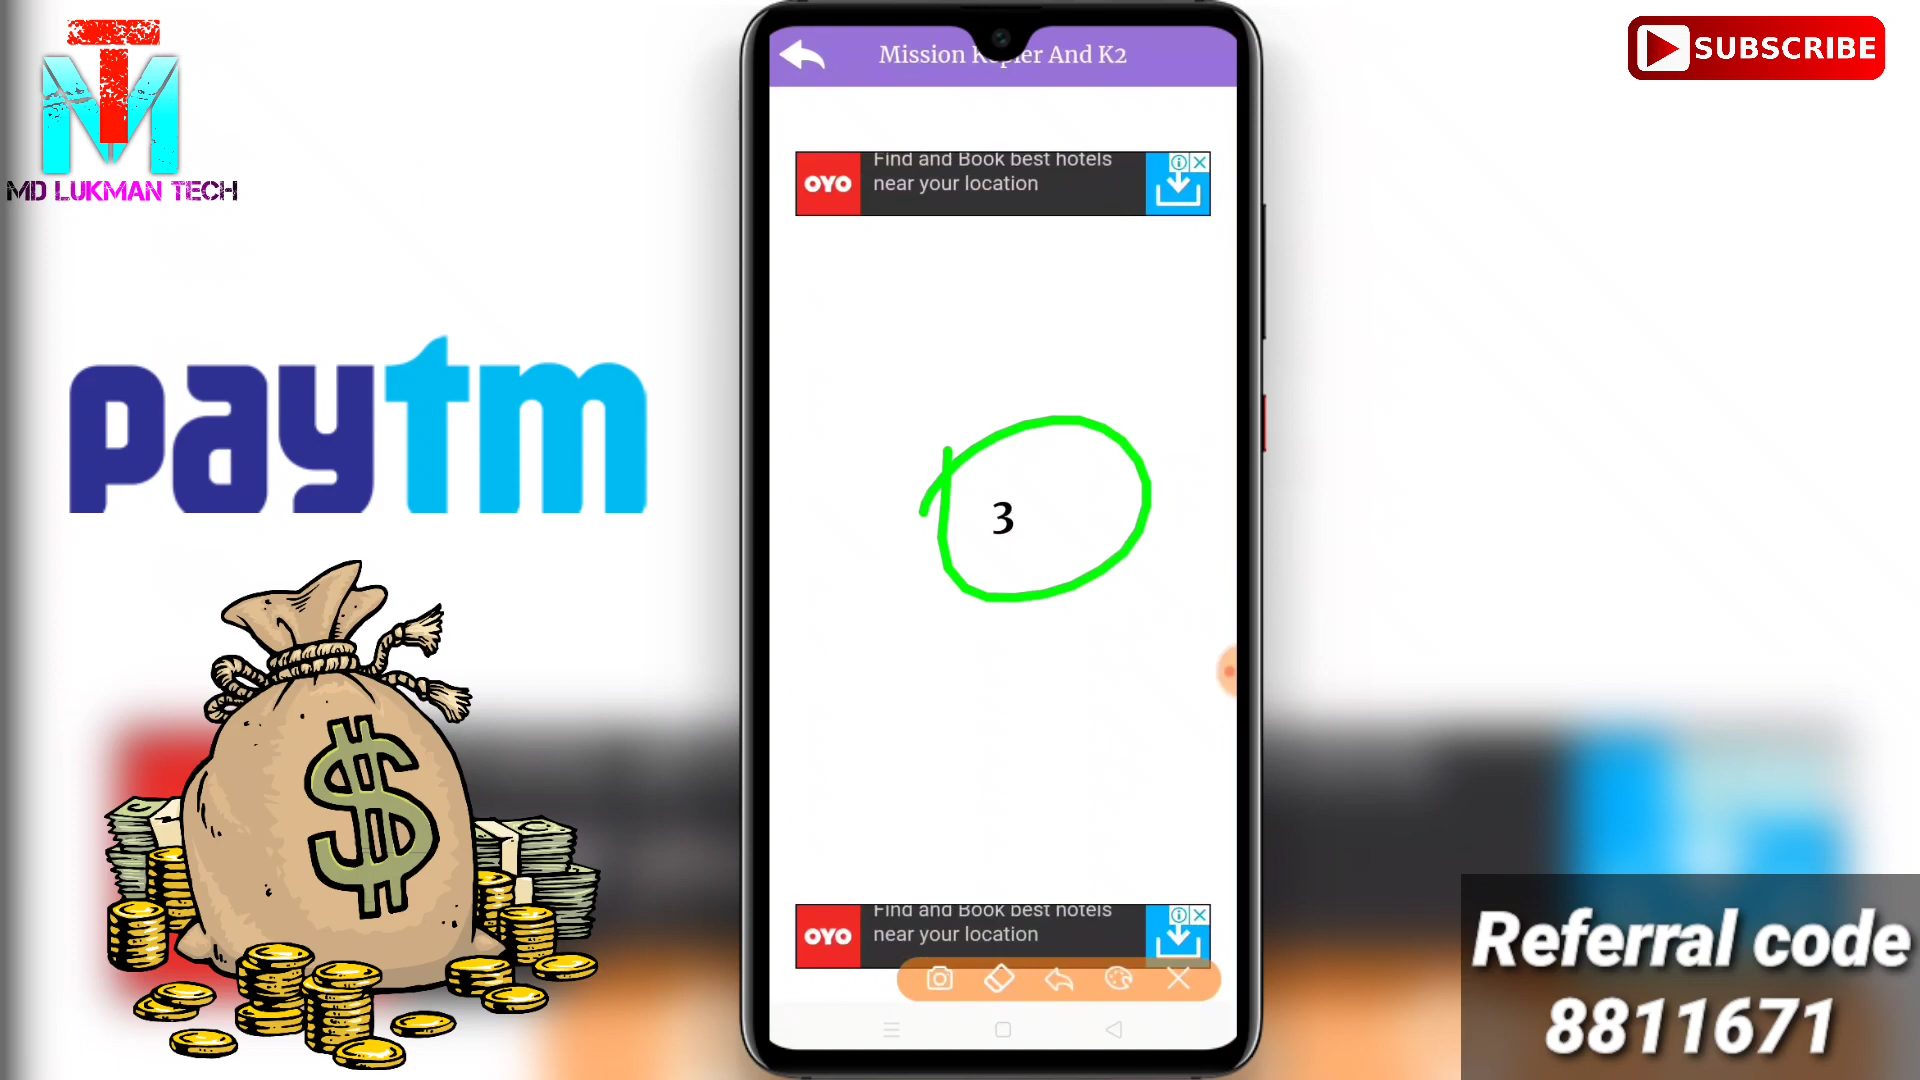 MD LUKMAN TECH
SUBSCRIBE
Mission Kepler And K2
OYO
Find and Book best hotels
near your location
paytm
3
$
OYO
Find and Book best hotels
near your location
Referral code
8811671